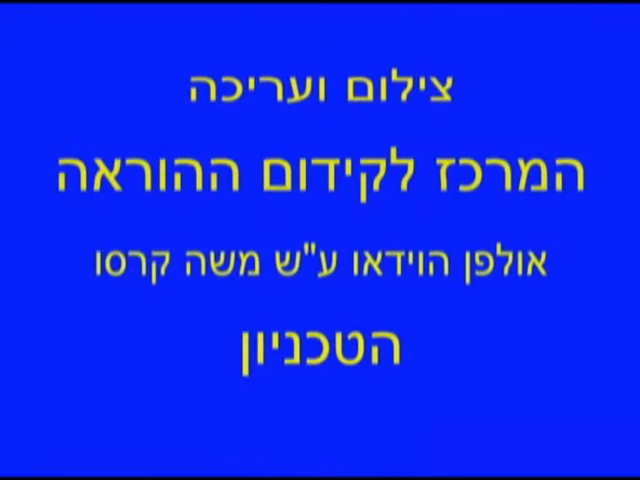 צילום ועריכה
המרכז לקידום ההוראה
אולפן הוידאו ע"ש משה קרסו
הטכניון